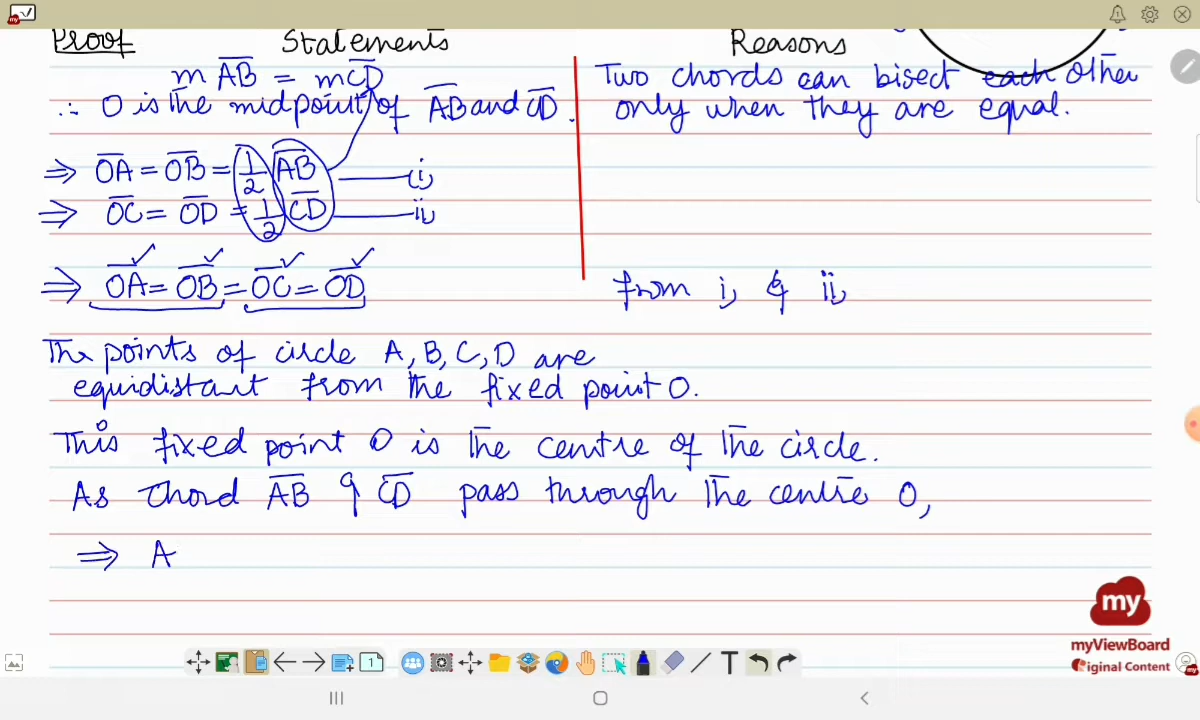 Proof Statements Reasons
m AB = m CD Two chords can bisect each other
∴ O is the midpoint of AB and CD. only when they are equal.
⇒ OA = OB = 1/2 AB —— (i)
⇒ OC = OD = 1/2 CD —— ii)
⇒ OA = OB = OC = OD from i) & ii)
The points of circle A, B, C, D are
equidistant from the fixed point O.
This fixed point O is the centre of the circle.
As chord AB & CD pass through the centre O,
⇒ A
my
myViewBoard
Original Content